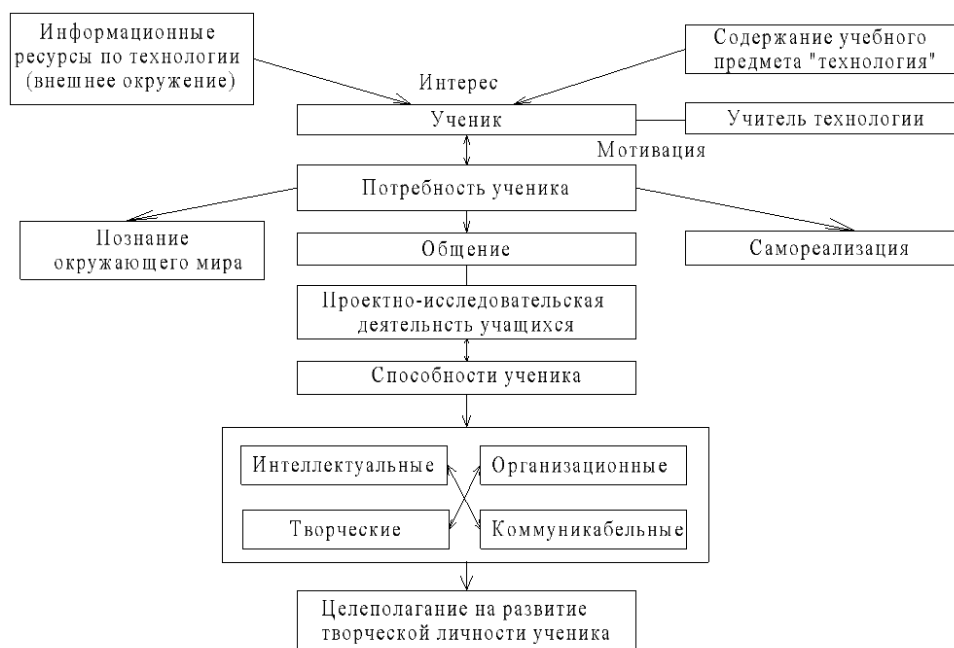 Информационные
ресурсы по технологии
(внешнее окружение)
Содержание учебного
предмета "технология"
Интерес
Ученик
Учитель технологии
Мотивация
Потребность ученика
Познание
окружающего мира
Общение
Самореализация
Проектно-исследовательская
деятельнсть учащихся
Способности ученика
Интеллектуальные
Организационные
Творческие
Коммуникабельные
Целеполагание на развитие
творческой личности ученика